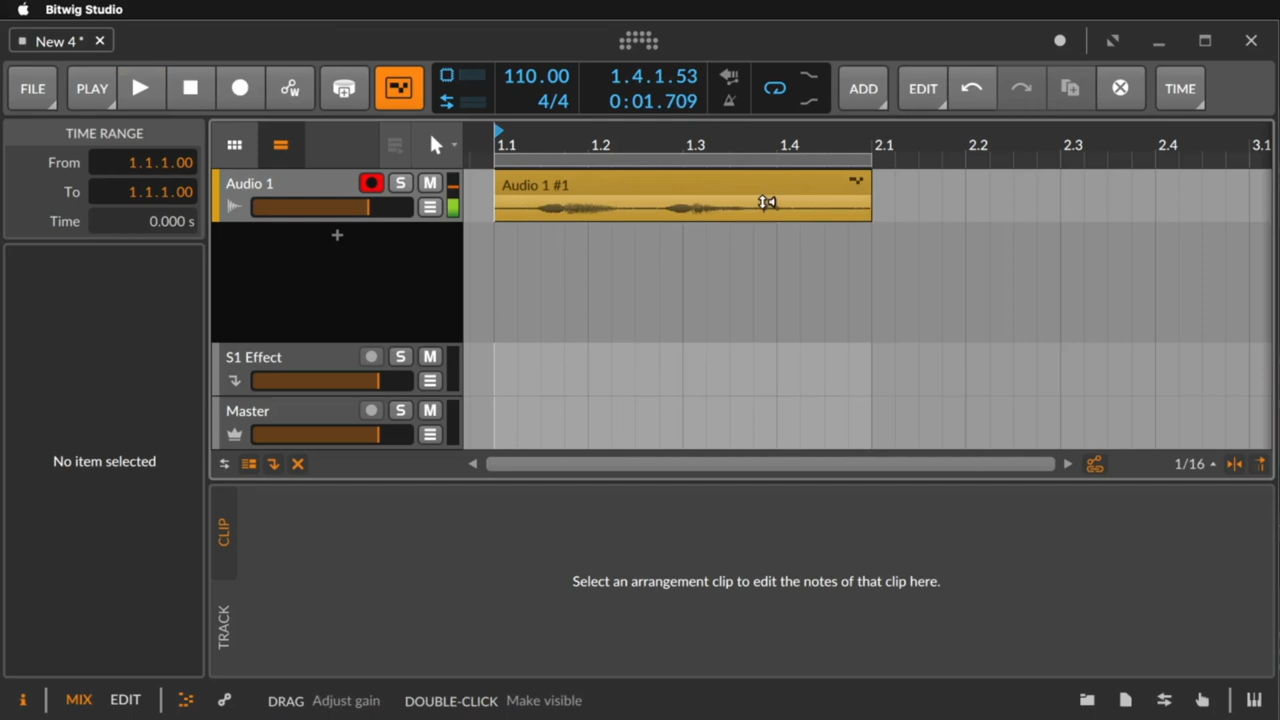 Bitwig Studio
New 4*
FILE PLAY 110.00 1.4.1.53 ADD EDIT TIME
4/4 0:01.709
TIME RANGE
From 1.1.1.00
To 1.1.1.00
Time 0.000 s
1.1 1.2 1.3 1.4 2.1 2.2 2.3 2.4 3.1
Audio 1 S M
Audio 1 #1
S1 Effect S M
Master S M
1/16
No item selected
CLIP
TRACK
Select an arrangement clip to edit the notes of that clip here.
i MIX EDIT DRAG Adjust gain DOUBLE-CLICK Make visible